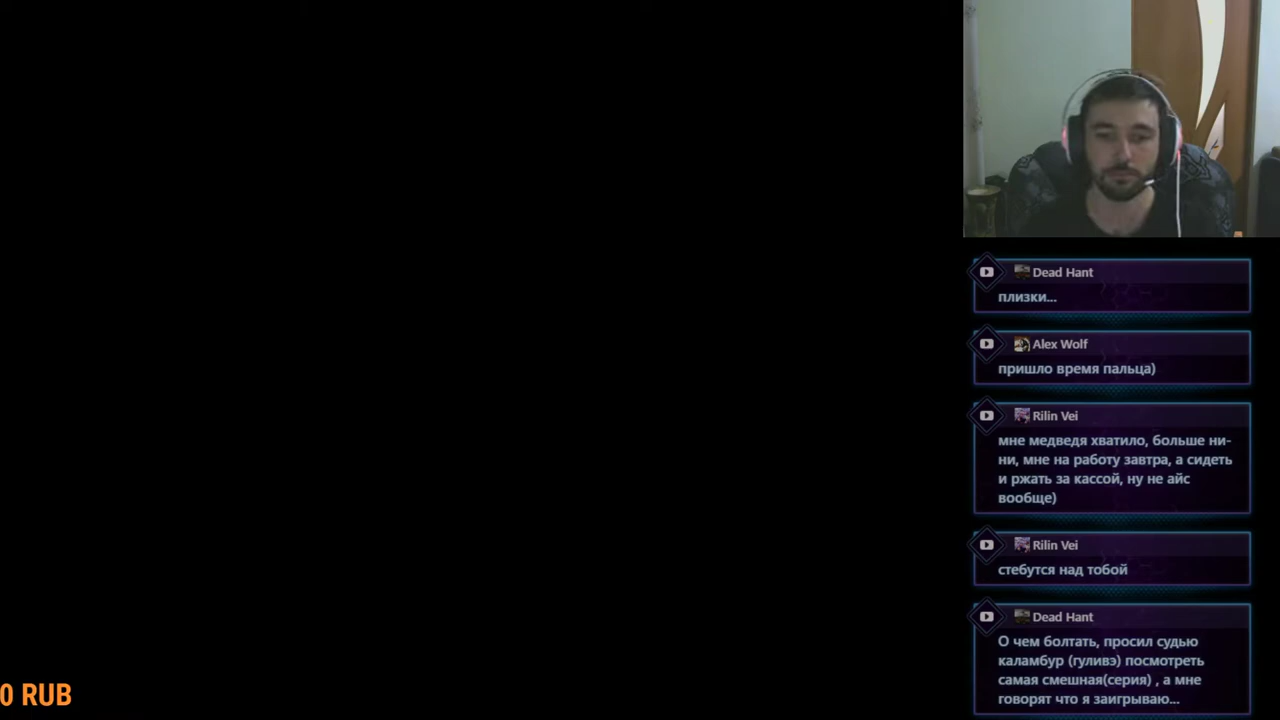 Dead Hant
плизки...
Alex Wolf
пришло время пальца)
Rilin Vei
мне медведя хватило, больше ни-
ни, мне на работу завтра, а сидеть
и ржать за кассой, ну не айс
вообще)
Rilin Vei
стебутся над тобой
Dead Hant
О чем болтать, просил судью
каламбур (гуливэ) посмотреть
самая смешная(серия) , а мне
говорят что я заигрываю...
0 RUB